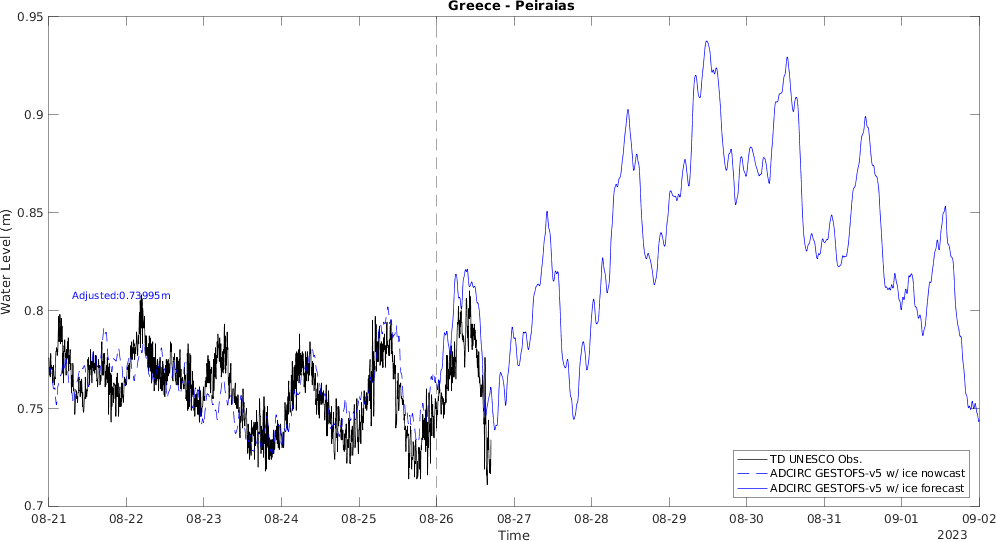 Greece - Peiraias
0.95
0.9
0.85
0.8
0.75
0.7
Water Level (m)
Adjusted:0.73995m
TD UNESCO Obs.
ADCIRC GESTOFS-v5 w/ ice nowcast
ADCIRC GESTOFS-v5 w/ ice forecast
08-21 08-22 08-23 08-24 08-25 08-26 08-27 08-28 08-29 08-30 08-31 09-01 09-02
Time
2023